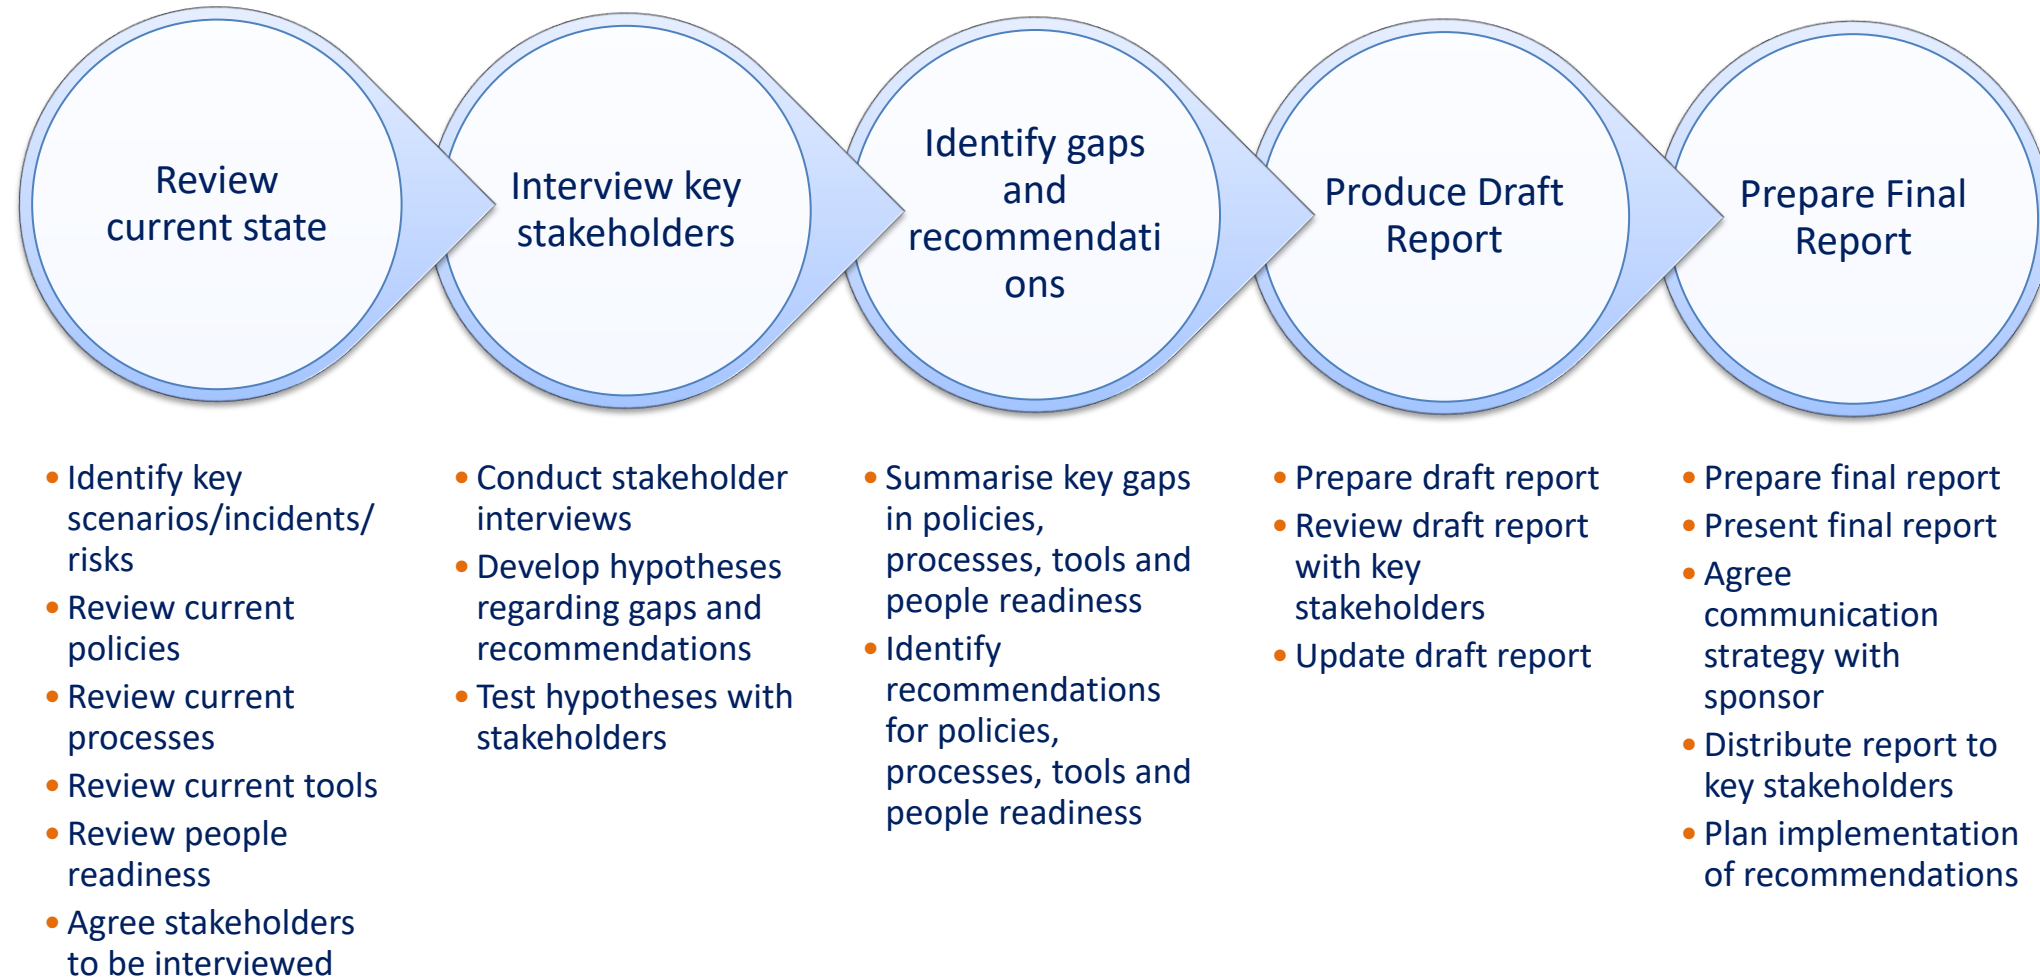 Review
current state
Interview key
stakeholders
Identify gaps
and
recommendati
ons
Produce Draft
Report
Prepare Final
Report
• Identify key
scenarios/incidents/
risks
• Review current
policies
• Review current
processes
• Review current tools
• Review people
readiness
• Agree stakeholders
to be interviewed
• Conduct stakeholder
interviews
• Develop hypotheses
regarding gaps and
recommendations
• Test hypotheses with
stakeholders
• Summarise key gaps
in policies,
processes, tools and
people readiness
• Identify
recommendations
for policies,
processes, tools and
people readiness
• Prepare draft report
• Review draft report
with key
stakeholders
• Update draft report
• Prepare final report
• Present final report
• Agree
communication
strategy with
sponsor
• Distribute report to
key stakeholders
• Plan implementation
of recommendations